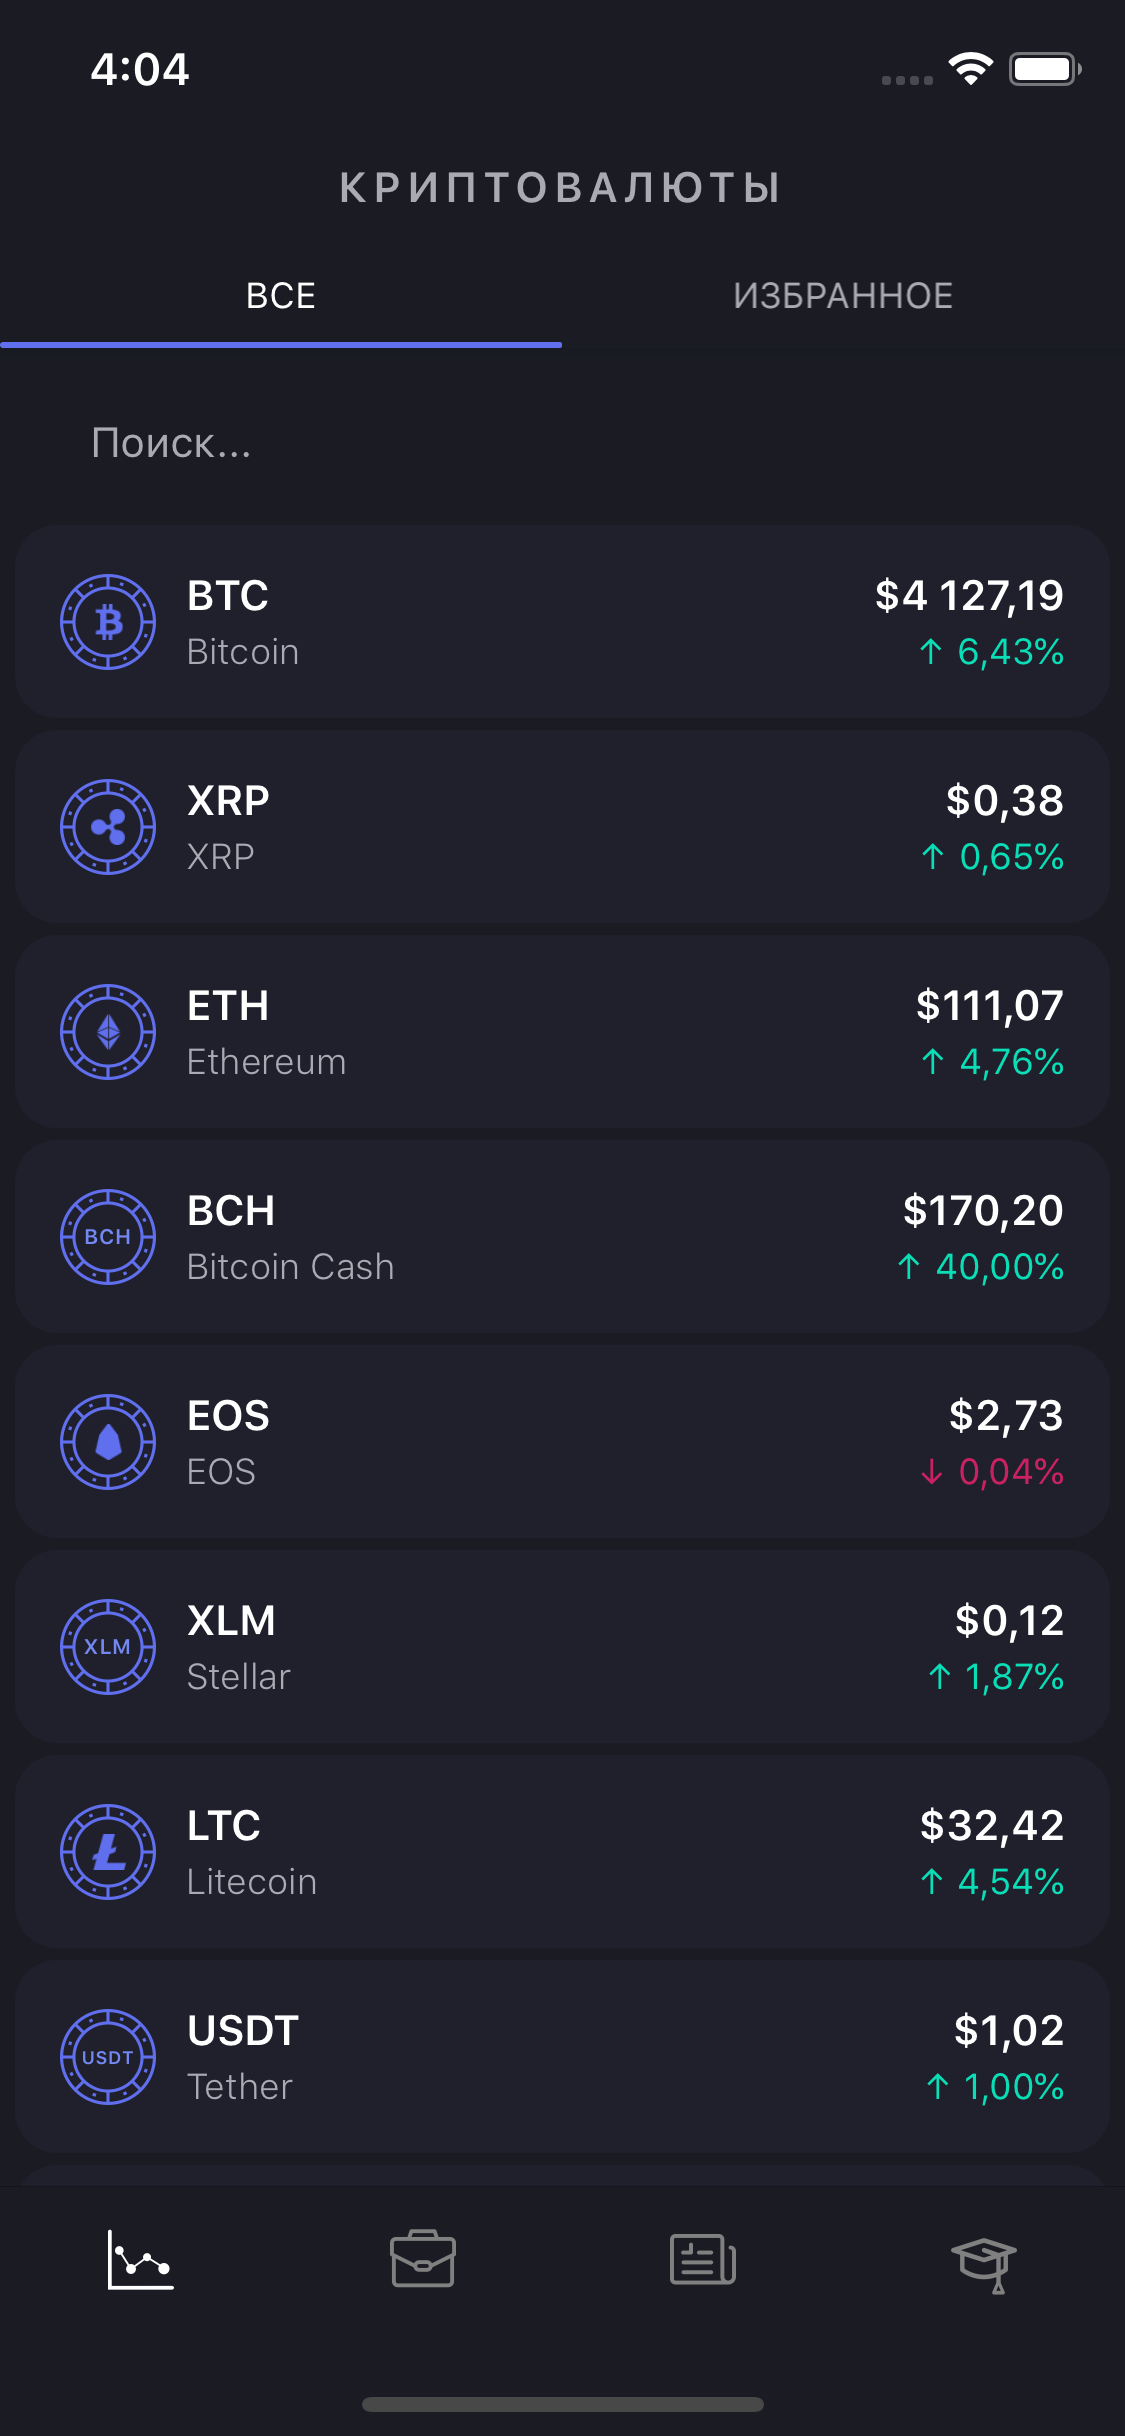 4:04
КРИПТОВАЛЮТЫ
ВСЕ
ИЗБРАННОЕ
Поиск...
BTC
$4 127,19
Bitcoin
↑ 6,43%
XRP
$0,38
XRP
↑ 0,65%
ETH
$111,07
Ethereum
↑ 4,76%
BCH
BCH
$170,20
Bitcoin Cash
↑ 40,00%
EOS
$2,73
EOS
↓ 0,04%
XLM
XLM
$0,12
Stellar
↑ 1,87%
LTC
$32,42
Litecoin
↑ 4,54%
USDT
USDT
$1,02
Tether
↑ 1,00%